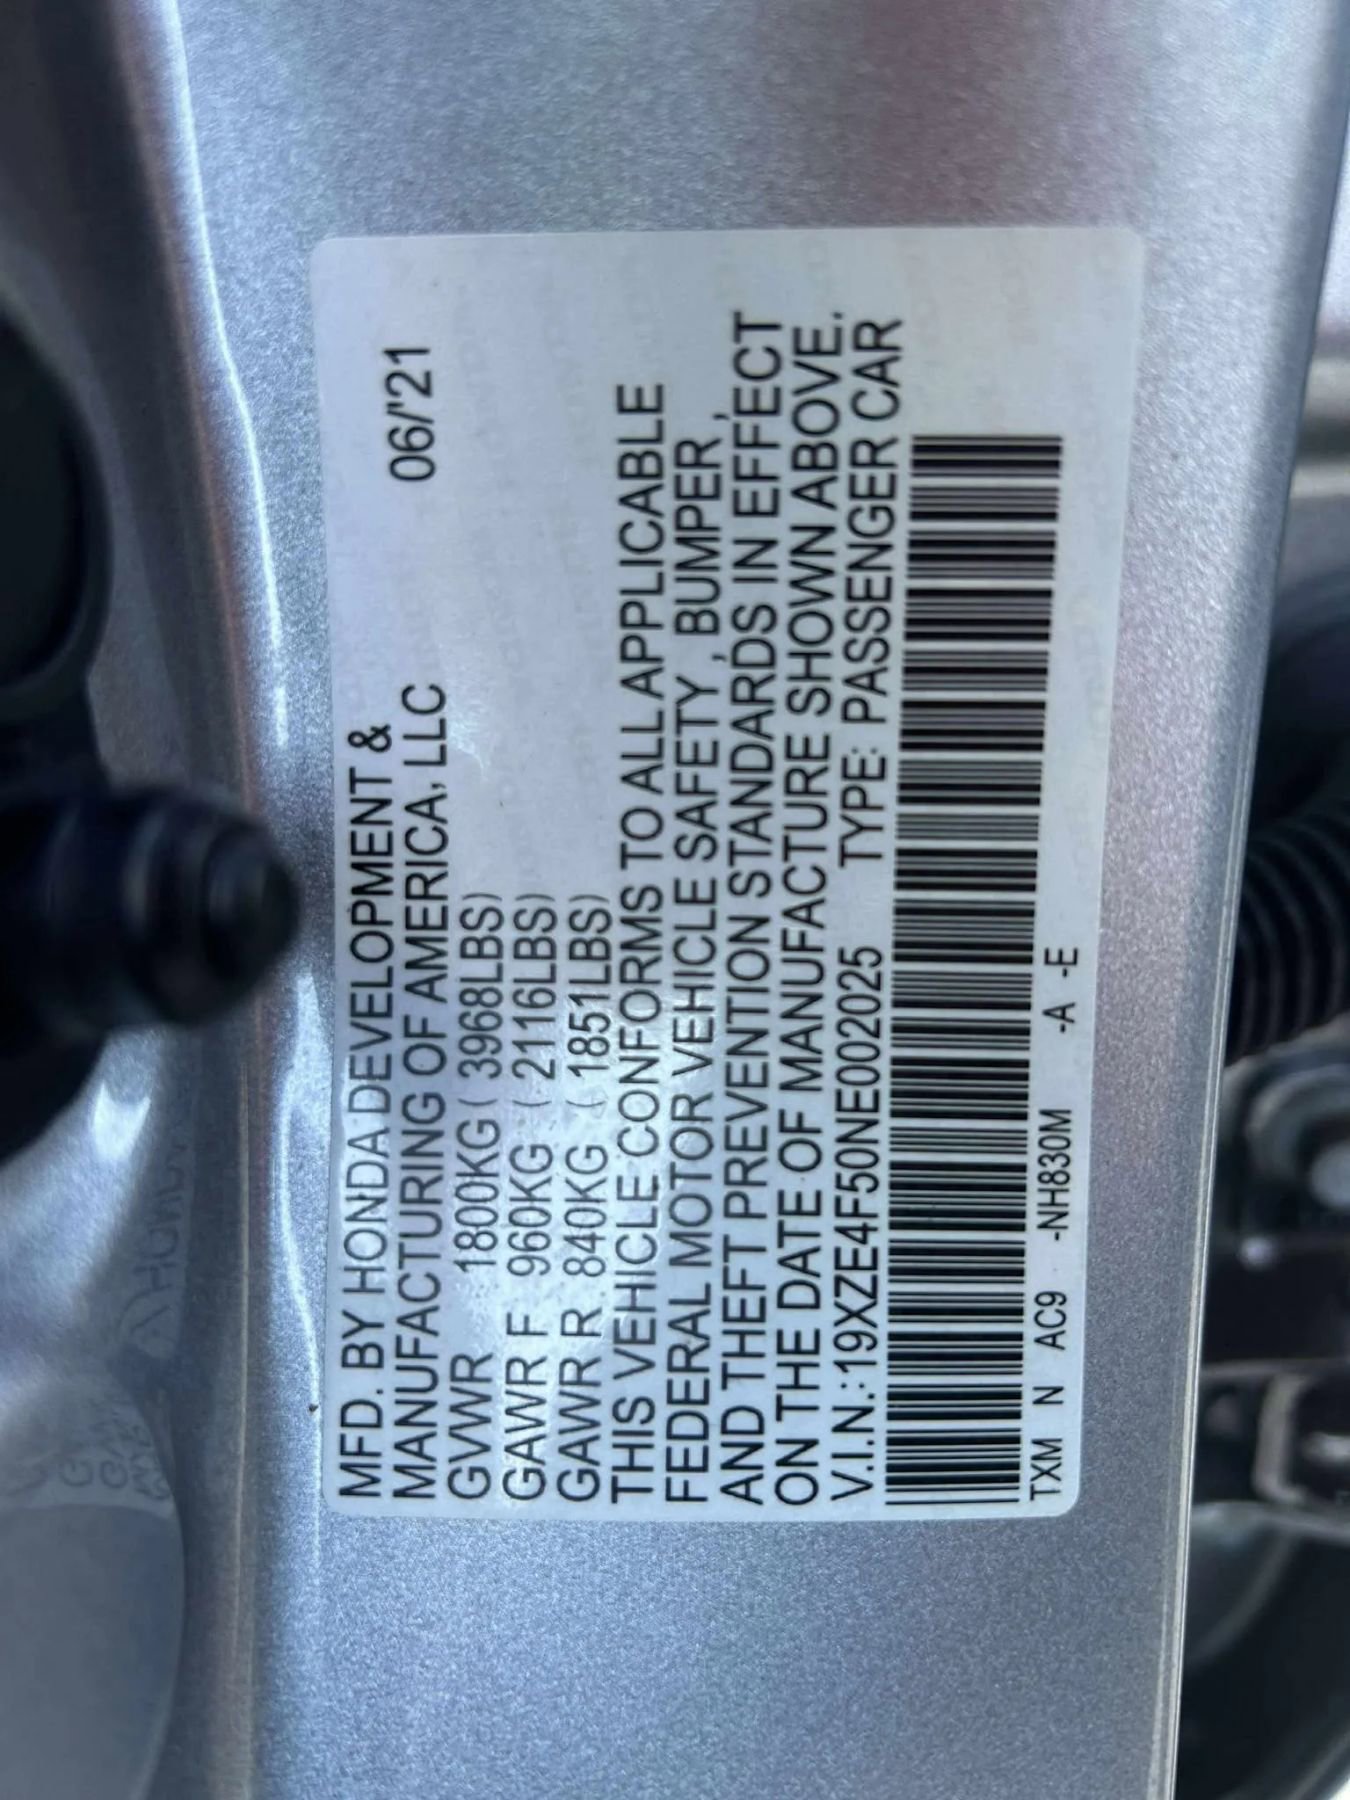 MFD. BY HONDA DEVELOPMENT &
MANUFACTURING OF AMERICA, LLC 06/'21
GVWR 1800KG ( 3968LBS)
GAWR F 960KG ( 2116LBS)
GAWR R 840KG ( 1851LBS)
THIS VEHICLE CONFORMS TO ALL APPLICABLE
FEDERAL MOTOR VEHICLE SAFETY , BUMPER ,
AND THEFT PREVENTION STANDARDS IN EFFECT
ON THE DATE OF MANUFACTURE SHOWN ABOVE.
V.I.N.:19XZE4F50NE002025 TYPE: PASSENGER CAR
TXM N AC9 -NH830M -A -E